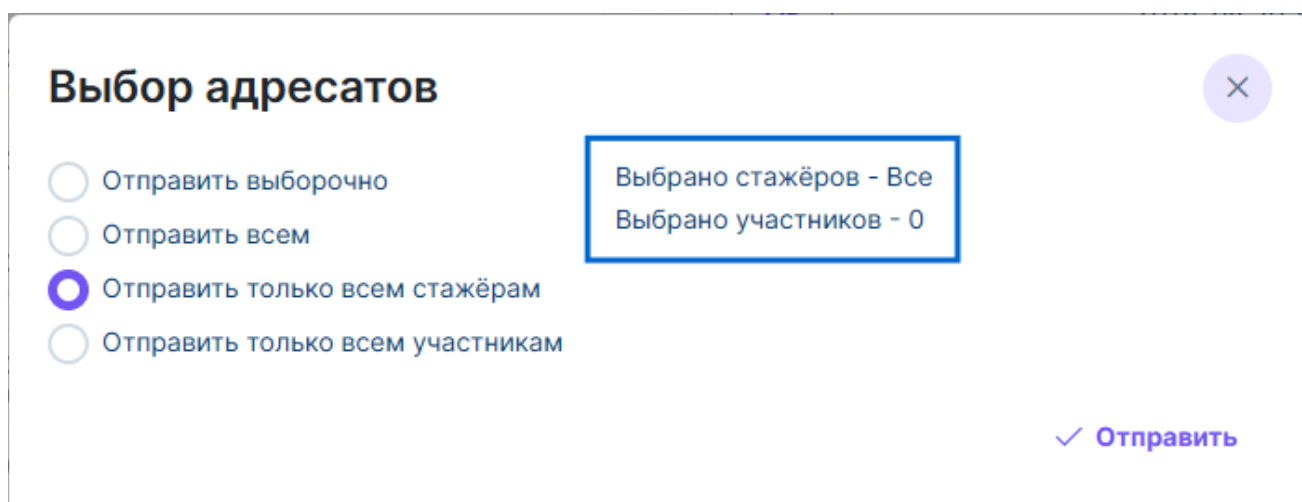 Выбор адресатов
Отправить выборочно
Отправить всем
Отправить только всем стажёрам
Отправить только всем участникам
Выбрано стажёров - Все
Выбрано участников - 0
Отправить